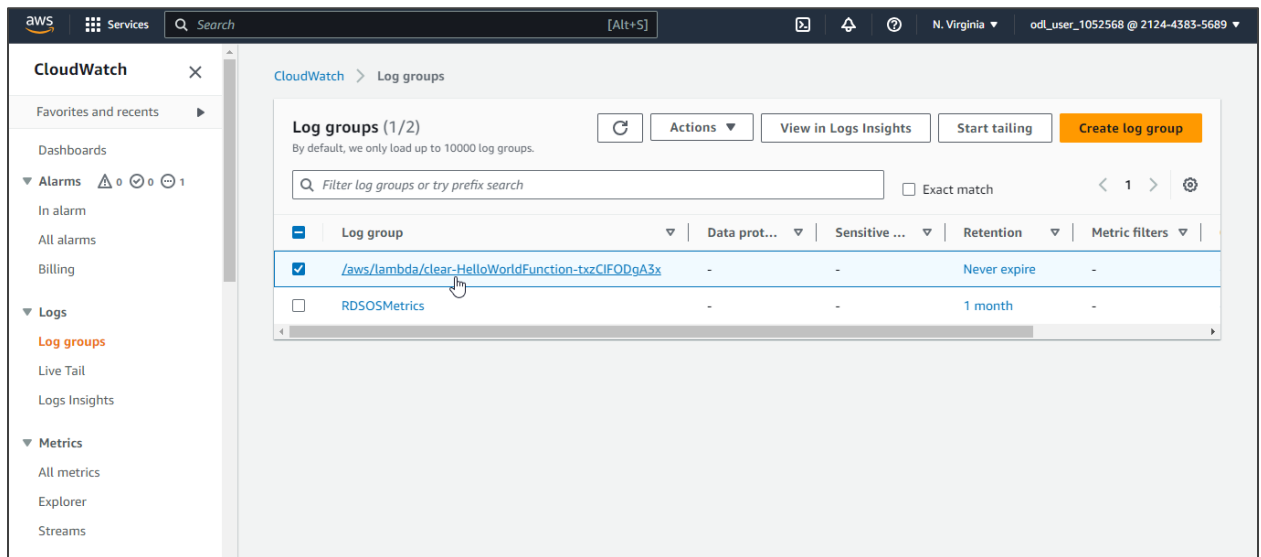 aws Services Search [Alt+S] N. Virginia ▼ odl_user_1052568 @ 2124-4383-5689 ▼
CloudWatch
Favorites and recents
Dashboards
Alarms 0 0 1
In alarm
All alarms
Billing
Logs
Log groups
Live Tail
Logs Insights
Metrics
All metrics
Explorer
Streams
CloudWatch > Log groups
Log groups (1/2)
By default, we only load up to 10000 log groups.
Actions ▼ View in Logs Insights Start tailing Create log group
Filter log groups or try prefix search Exact match 1
Log group Data prot... Sensitive ... Retention Metric filters
/aws/lambda/clear-HelloWorldFunction-txzCIFODgA3x - - Never expire -
RDSOSMetrics - - 1 month -